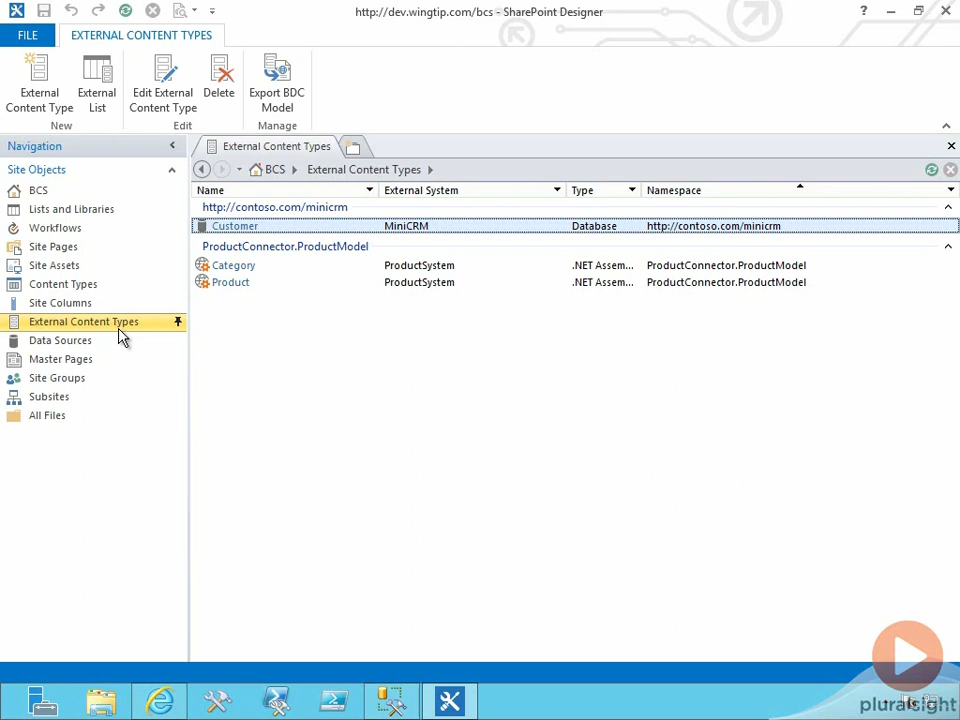 http://dev.wingtip.com/bcs - SharePoint Designer
?
FILE
EXTERNAL CONTENT TYPES
External Content Type
External List
Edit External Content Type
Delete
Export BDC Model
New
Edit
Manage
Navigation
Site Objects
BCS
Lists and Libraries
Workflows
Site Pages
Site Assets
Content Types
Site Columns
External Content Types
Data Sources
Master Pages
Site Groups
Subsites
All Files
External Content Types
BCS
External Content Types
Name External System Type Namespace
http://contoso.com/minicrm
Customer MiniCRM Database http://contoso.com/minicrm
ProductConnector.ProductModel
Category ProductSystem .NET Assem... ProductConnector.ProductModel
Product ProductSystem .NET Assem... ProductConnector.ProductModel
pluralsight